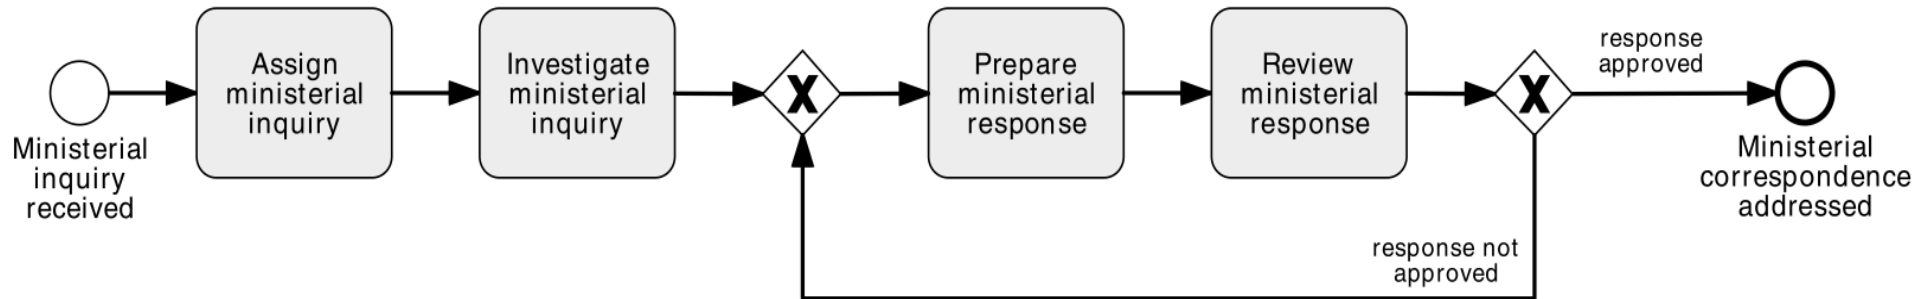 Ministerial
inquiry
received
Assign
ministerial
inquiry
Investigate
ministerial
inquiry
X
Prepare
ministerial
response
Review
ministerial
response
X
response
approved
response not
approved
Ministerial
correspondence
addressed